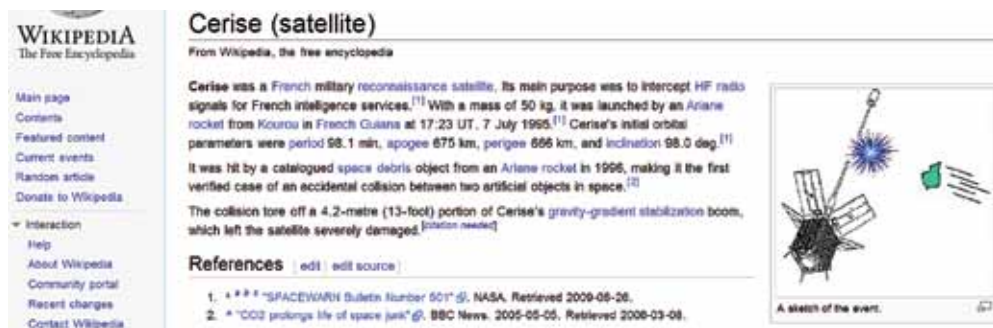 WIKIPEDIA
The Free Encyclopedia
Main page
Contents
Featured content
Current events
Random article
Donate to Wikipedia
Interaction
Help
About Wikipedia
Community portal
Recent changes
Contact Wikipedia
Cerise (satellite)
From Wikipedia, the free encyclopedia
Cerise was a French military reconnaissance satellite. Its main purpose was to intercept HF radio
signals for French intelligence services.[1] With a mass of 50 kg, it was launched by an Ariane
rocket from Kourou in French Guiana at 17:23 UT, 7 July 1995.[1] Cerise's initial orbital
parameters were period 98.1 min, apogee 675 km, perigee 666 km, and inclination 98.0 deg.[1]
It was hit by a catalogued space debris object from an Ariane rocket in 1996, making it the first
verified case of an accidental collision between two artificial objects in space.[2]
The collision tore off a 4.2-metre (13-foot) portion of Cerise's gravity-gradient stabilization boom,
which left the satellite severely damaged.[citation needed]
A sketch of the event.
References [ edit | edit source ]
1. ^ "SPACEWARN Bulletin Number 501". NASA. Retrieved 2009-05-26.
2. ^ "CO2 prolongs life of space junk". BBC News. 2005-05-05. Retrieved 2008-03-08.